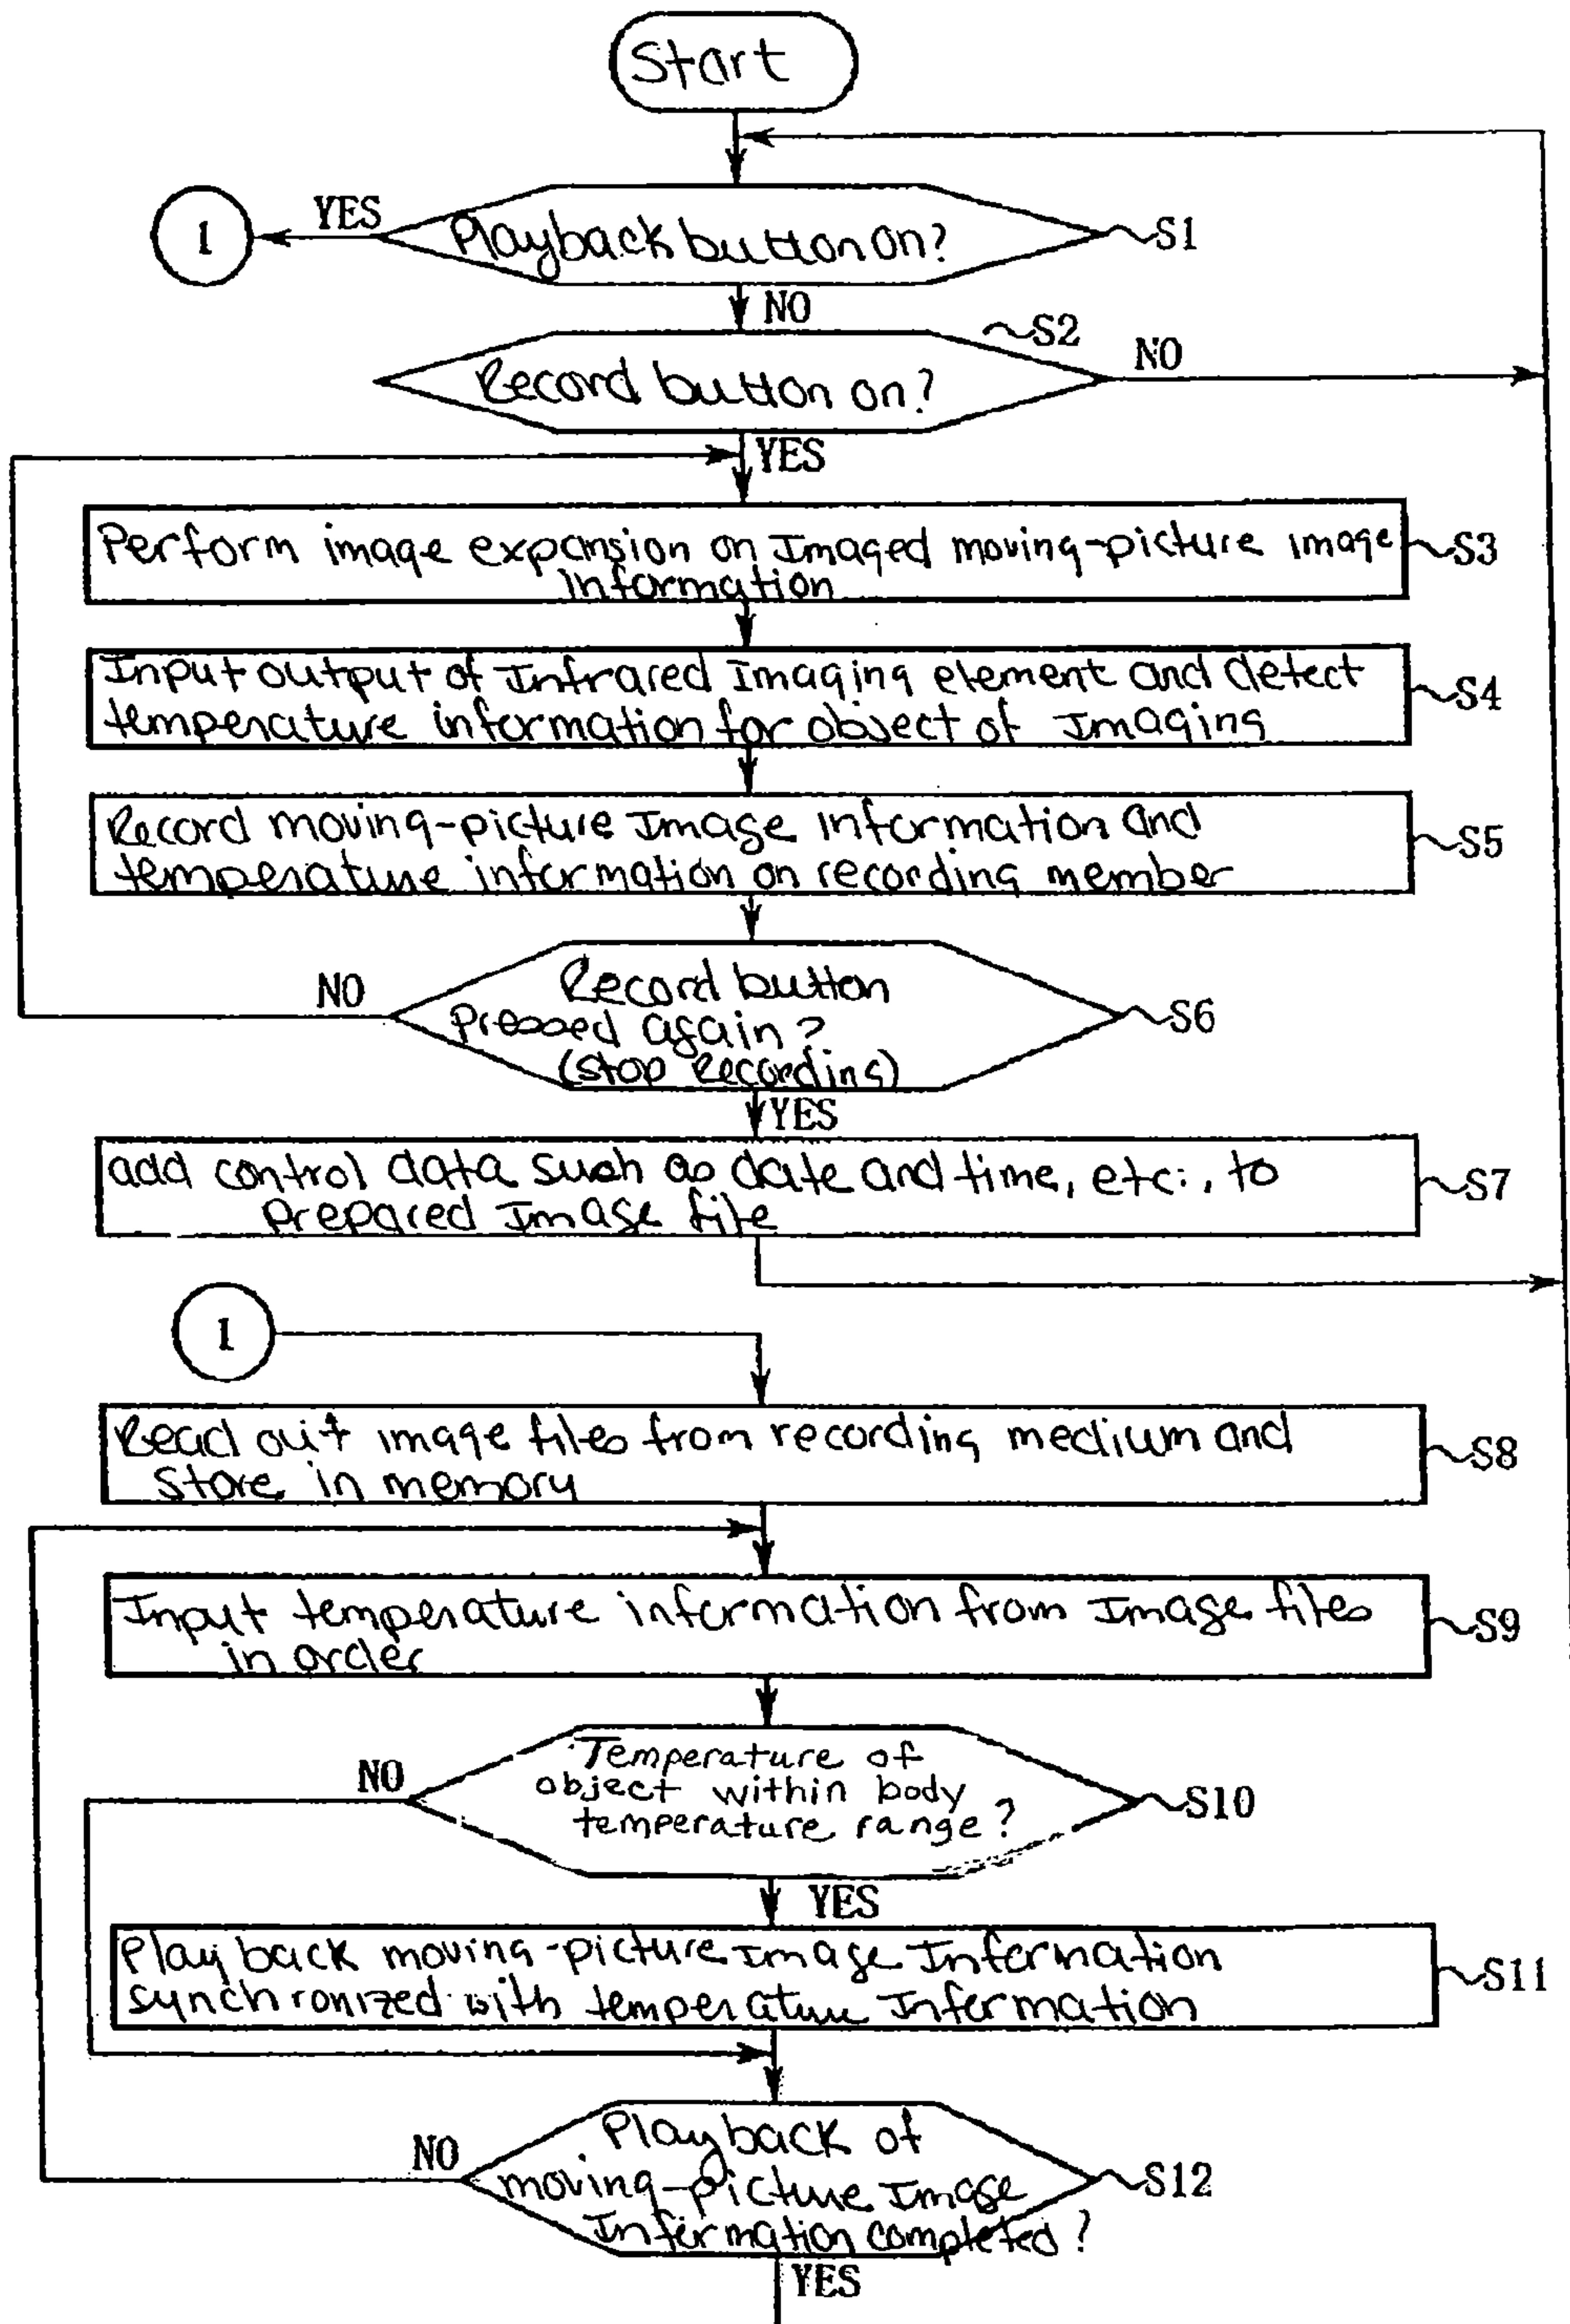 Start
1
YES
Playback button on?
S1
NO
S2
Record button on?
NO
YES
Perform image expansion on Imaged moving-picture image
information
S3
Input output of Infrared Imaging element and detect
temperature information for object of Imaging
S4
Record moving-picture Image information and
temperature information on recording member
S5
NO
Record button
Pressed again?
(Stop Recording)
S6
YES
add control data such as date and time, etc., to
Prepared Image file
S7
1
Read out image files from recording medium and
store in memory
S8
Input temperature information from Image files
in order
S9
NO
Temperature of
object within body
temperature range?
S10
YES
Playback moving-picture Image Information
synchronized with temperature Information
S11
NO
Playback of
moving-picture Image
Information completed?
S12
YES